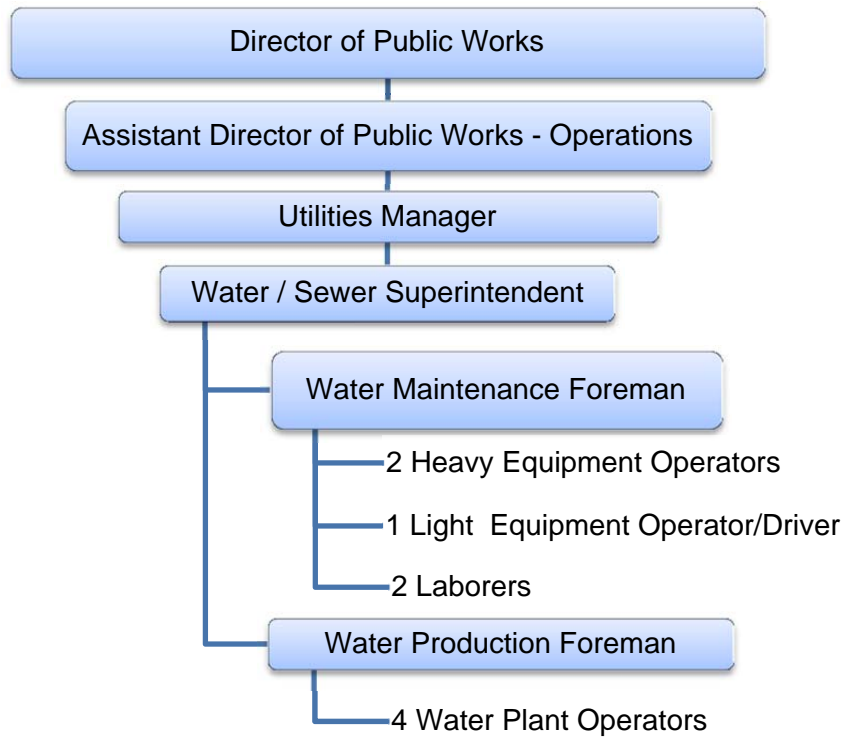 Director of Public Works
Assistant Director of Public Works - Operations
Utilities Manager
Water / Sewer Superintendent
Water Maintenance Foreman
2 Heavy Equipment Operators
1 Light  Equipment Operator/Driver
2 Laborers
Water Production Foreman
4 Water Plant Operators